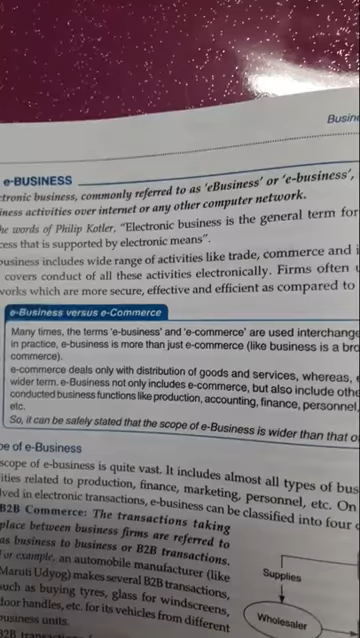 Busine
e-BUSINESS
ctronic business, commonly referred to as 'eBusiness' or 'e-business',
iness activities over internet or any other computer network.
he words of Philip Kotler, "Electronic business is the general term for
cess that is supported by electronic means".
business includes wide range of activities like trade, commerce and i
covers conduct of all these activities electronically. Firms often
works which are more secure, effective and efficient as compared to
e-Business versus e-Commerce
Many times, the terms 'e-business' and 'e-commerce' are used interchange
in practice, e-business is more than just e-commerce (like business is a bro
commerce).
e-commerce deals only with distribution of goods and services, whereas,
wider term. e-Business not only includes e-commerce, but also include othe
conducted business functions like production, accounting, finance, personnel,
etc.
So, it can be safely stated that the scope of e-Business is wider than that o
pe of e-Business
scope of e-business is quite vast. It includes almost all types of bus
ities related to production, finance, marketing, personnel, etc. On
lved in electronic transactions, e-business can be classified into four
B2B Commerce: The transactions taking
place between business firms are referred to
as business to business or B2B transactions.
For example, an automobile manufacturer (like
Maruti Udyog) makes several B2B transactions,
such as buying tyres, glass for windscreens,
door handles, etc. for its vehicles from different
business units.
B2B transactions
Supplies
Wholesaler